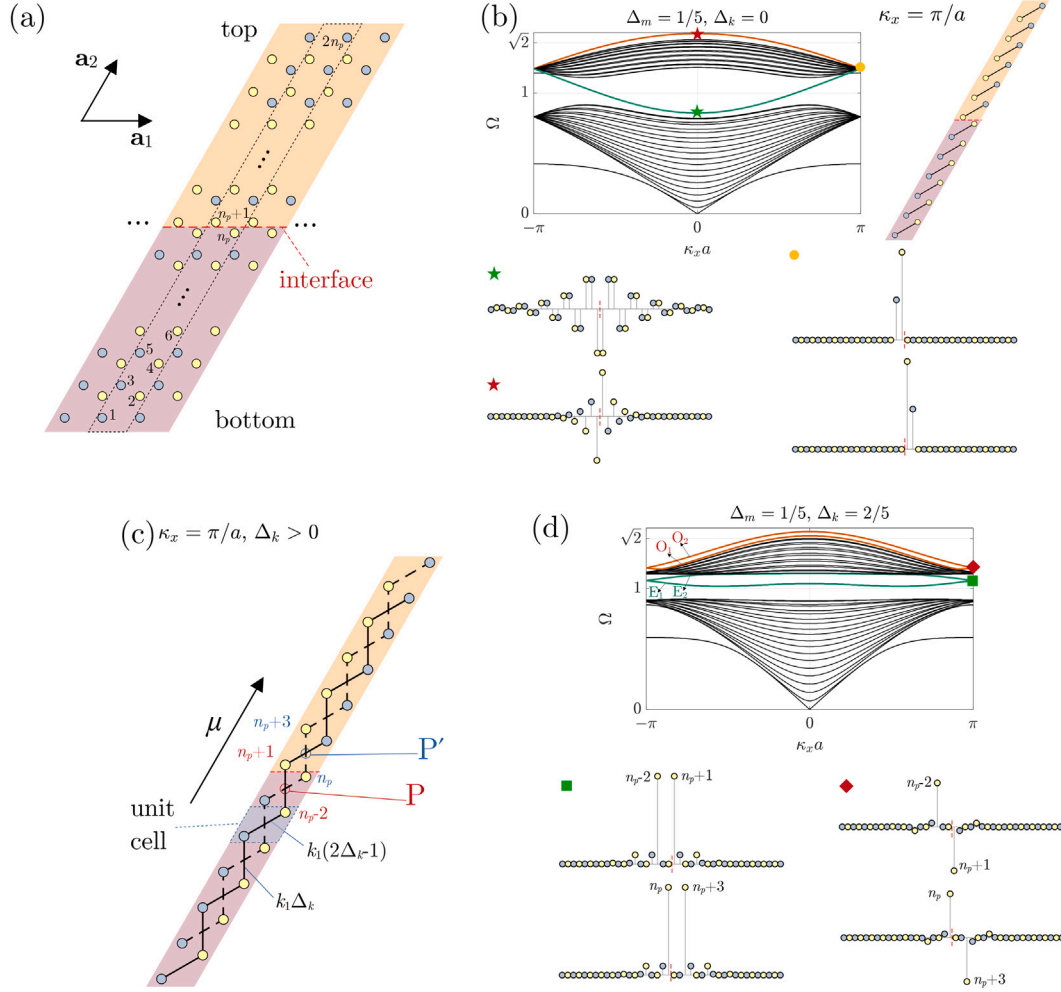 (a)
top
2nₚ
a₂
a₁
...
nₚ+1
...
...
nₚ
interface
...
6
5
4
3
2
1
bottom
(b)
Δₘ = 1/5, Δₖ = 0
κₓ = π/a
√2
1
Ω
0
−π
0
π
κₓa
(c) κₓ = π/a, Δₖ > 0
μ
nₚ+3
nₚ+1
P′
nₚ
P
nₚ-2
unit
cell
k₁(2Δₖ-1)
k₁Δₖ
(d)
Δₘ = 1/5, Δₖ = 2/5
√2
O₁ O₂
1
E₁ E₂
Ω
0
−π
0
π
κₓa
nₚ-2 nₚ+1
nₚ nₚ+3
nₚ-2
nₚ+1
nₚ
nₚ+3